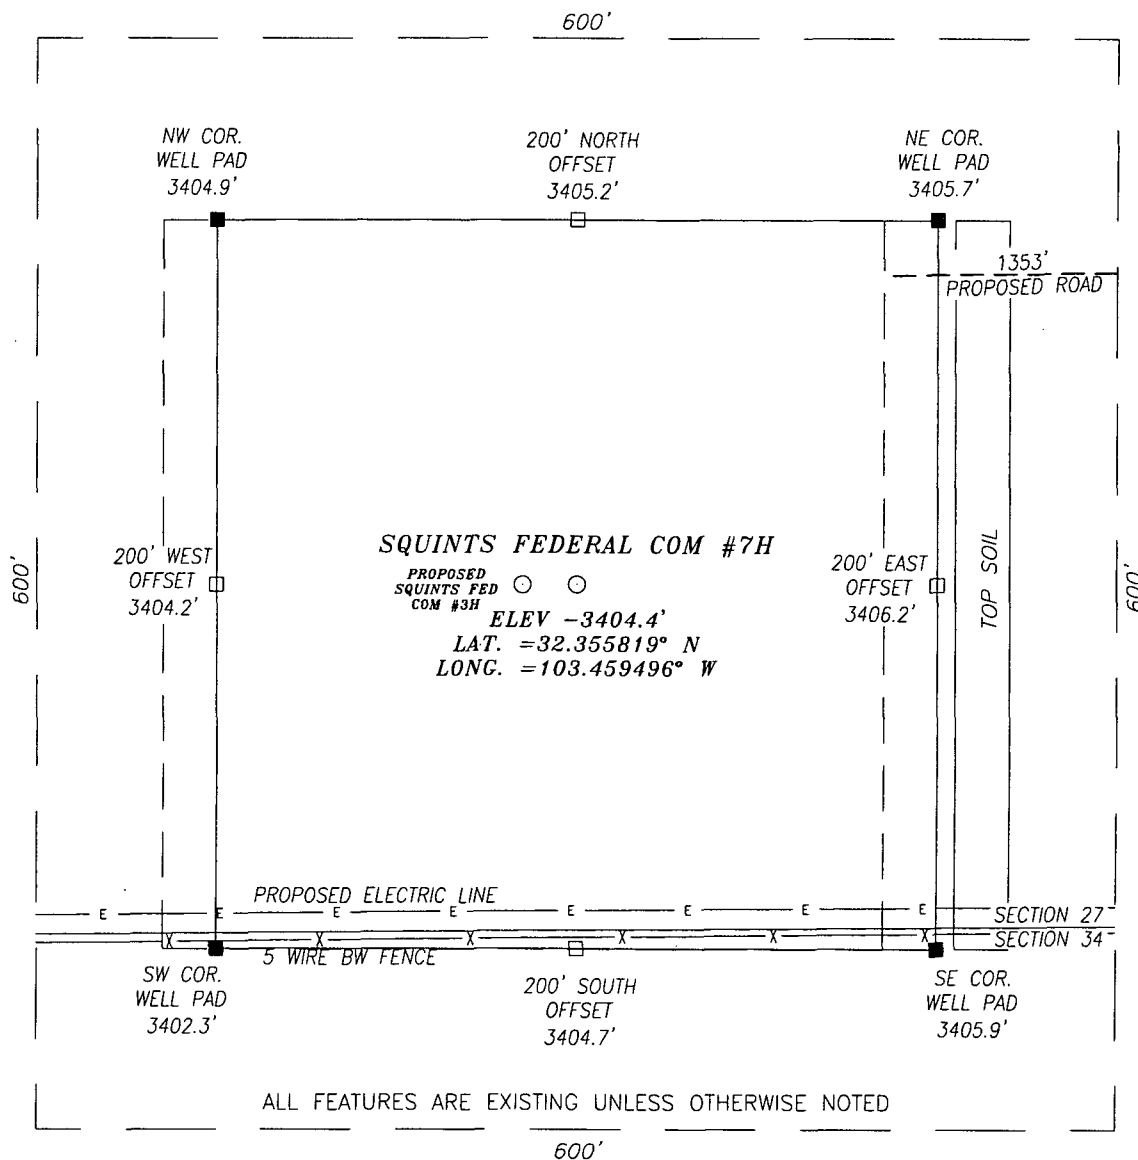 600'
NW COR.
WELL PAD
3404.9'
200' NORTH
OFFSET
3405.2'
NE COR.
WELL PAD
3405.7'
1353'
PROPOSED ROAD
SQUINTS FEDERAL COM #7H
PROPOSED
SQUINTS FED
COM #3H
ELEV -3404.4'
LAT. =32.355819° N
LONG. =103.459496° W
600'
200' WEST
OFFSET
3404.2'
200' EAST
OFFSET
3406.2'
TOP SOIL
600'
PROPOSED ELECTRIC LINE
E E E E E E E E
SECTION 27
X X X X X X
SECTION 34
5 WIRE BW FENCE
SW COR.
WELL PAD
3402.3'
200' SOUTH
OFFSET
3404.7'
SE COR.
WELL PAD
3405.9'
ALL FEATURES ARE EXISTING UNLESS OTHERWISE NOTED
600'